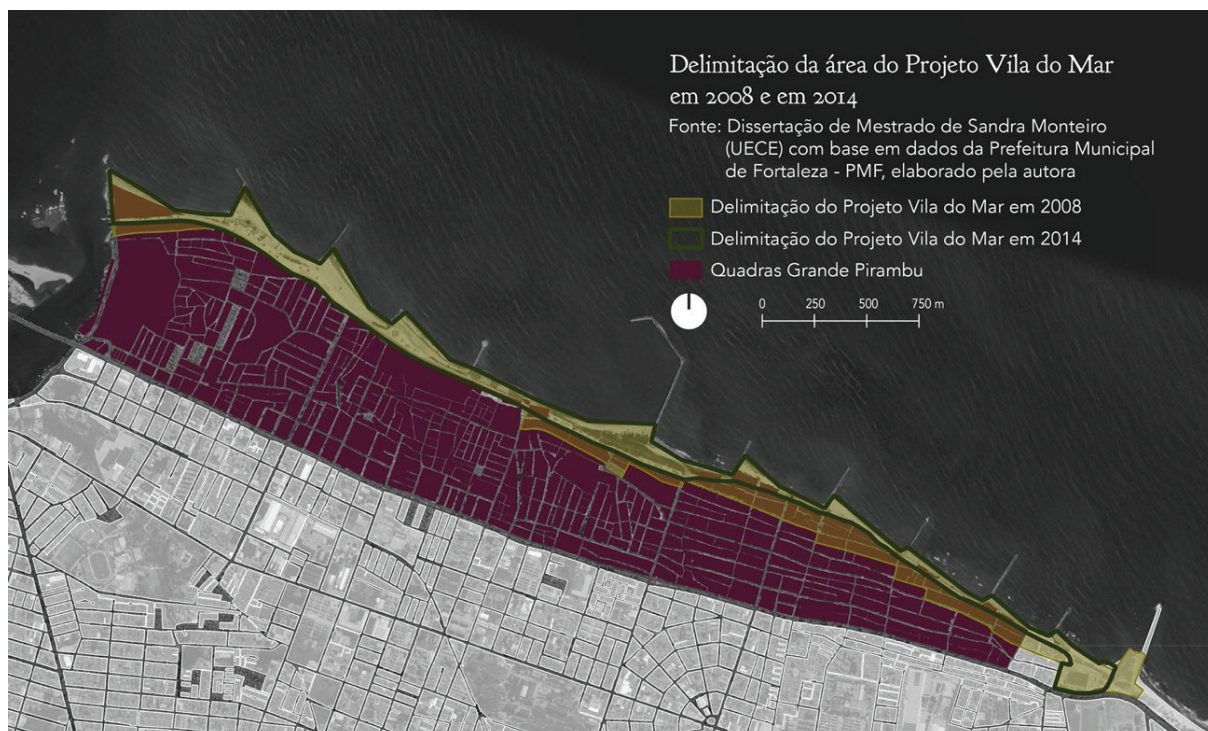 Delimitação da área do Projeto Vila do Mar
em 2008 e em 2014
Fonte: Dissertação de Mestrado de Sandra Monteiro
(UECE) com base em dados da Prefeitura Municipal
de Fortaleza - PMF, elaborado pela autora
Delimitação do Projeto Vila do Mar em 2008
Delimitação do Projeto Vila do Mar em 2014
Quadras Grande Pirambu
0 250 500 750 m